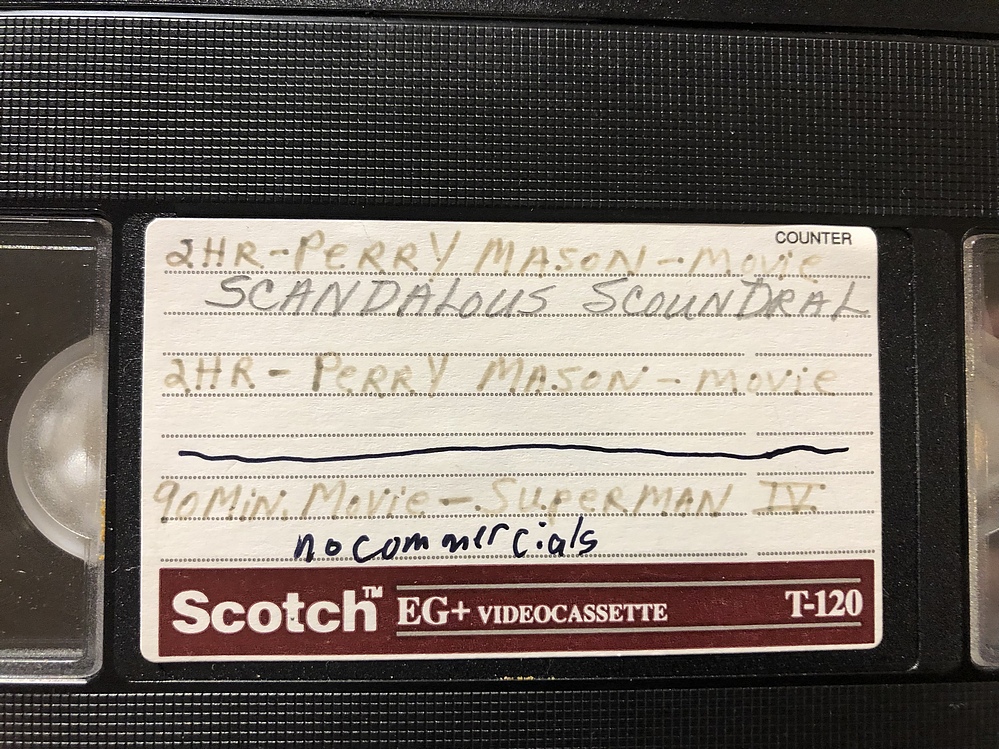 COUNTER
2HR-PERRY MASON-MOVIE
SCANDALOUS SCOUNDRAL
2HR-PERRY MASON-MOVIE
90MIN. MOVIE-SUPERMAN IV.
no commercials
Scotch™ EG+ VIDEOCASSETTE T-120